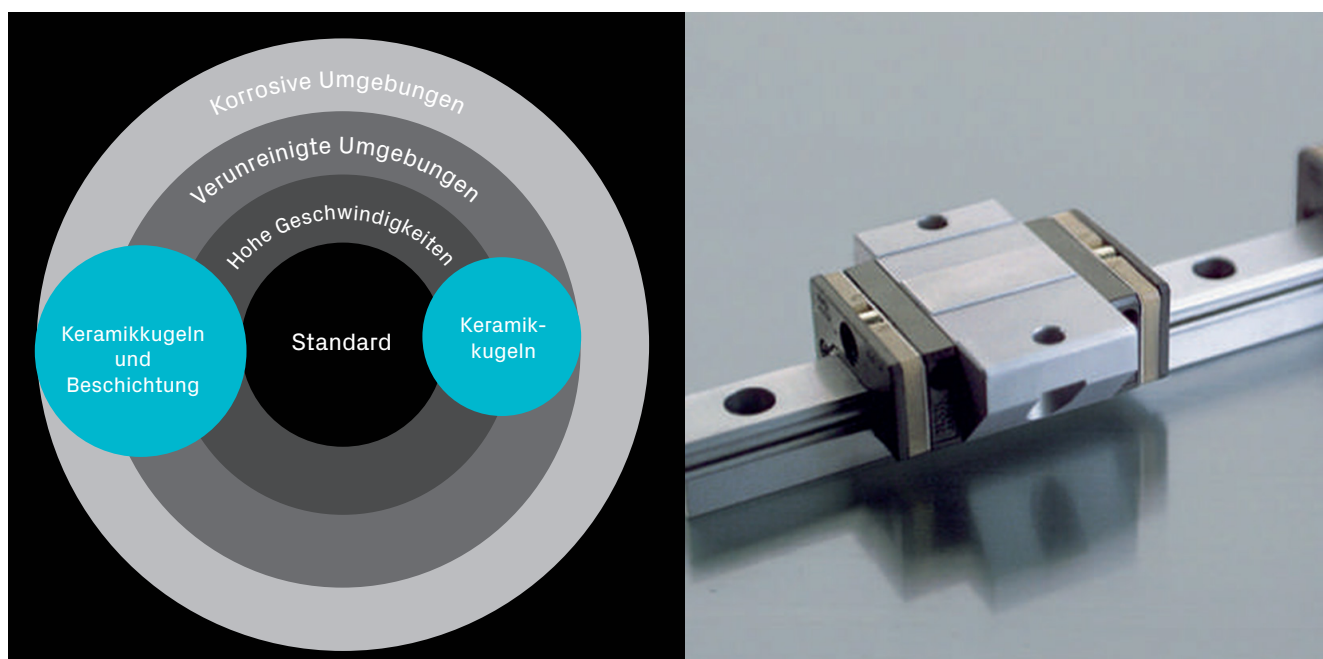 Korrosive Umgebungen
Verunreinigte Umgebungen
Hohe Geschwindigkeiten
Keramikkugeln
und
Beschichtung
Standard
Keramik-
kugeln